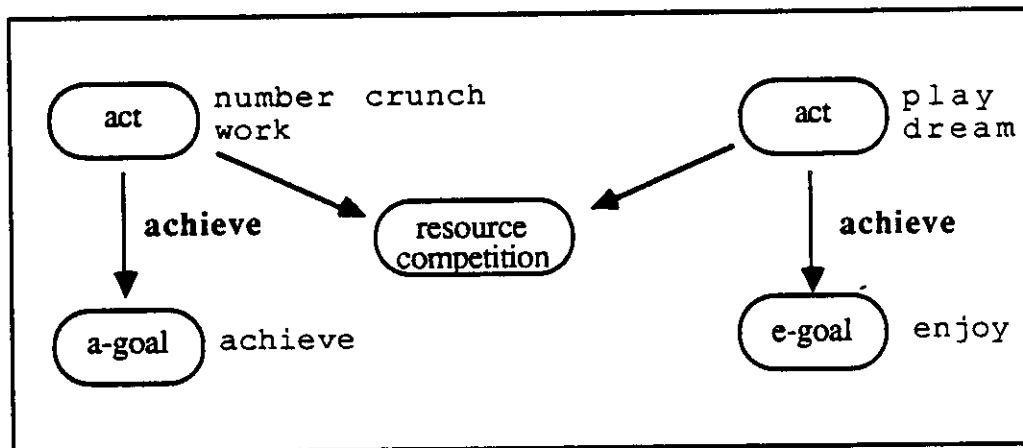 act
number crunch
work
act
play
dream
achieve
resource
competition
achieve
a-goal
achieve
e-goal
enjoy